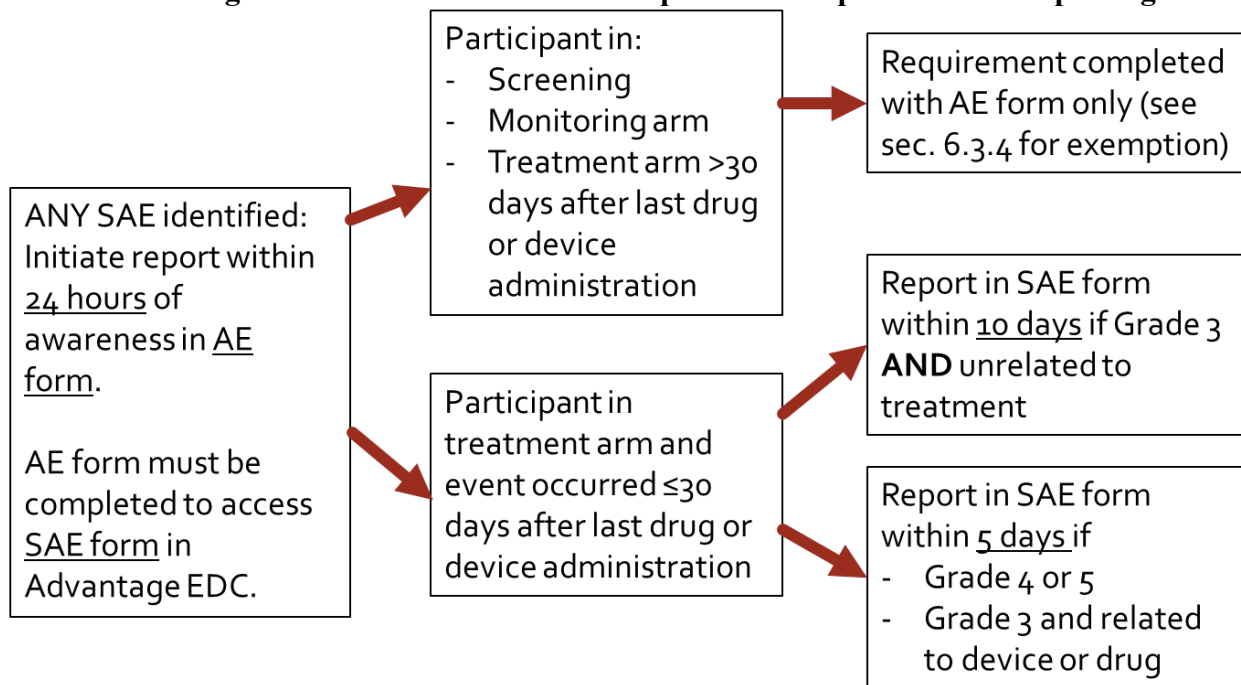 ANY SAE identified:
Initiate report within
24 hours of
awareness in AE
form.
AE form must be
completed to access
SAE form in
Advantage EDC.
Participant in:
- Screening
- Monitoring arm
- Treatment arm >30
days after last drug
or device
administration
Requirement completed
with AE form only (see
sec. 6.3.4 for exemption)
Participant in
treatment arm and
event occurred ≤30
days after last drug or
device administration
Report in SAE form
within 10 days if Grade 3
AND unrelated to
treatment
Report in SAE form
within 5 days if
- Grade 4 or 5
- Grade 3 and related
to device or drug